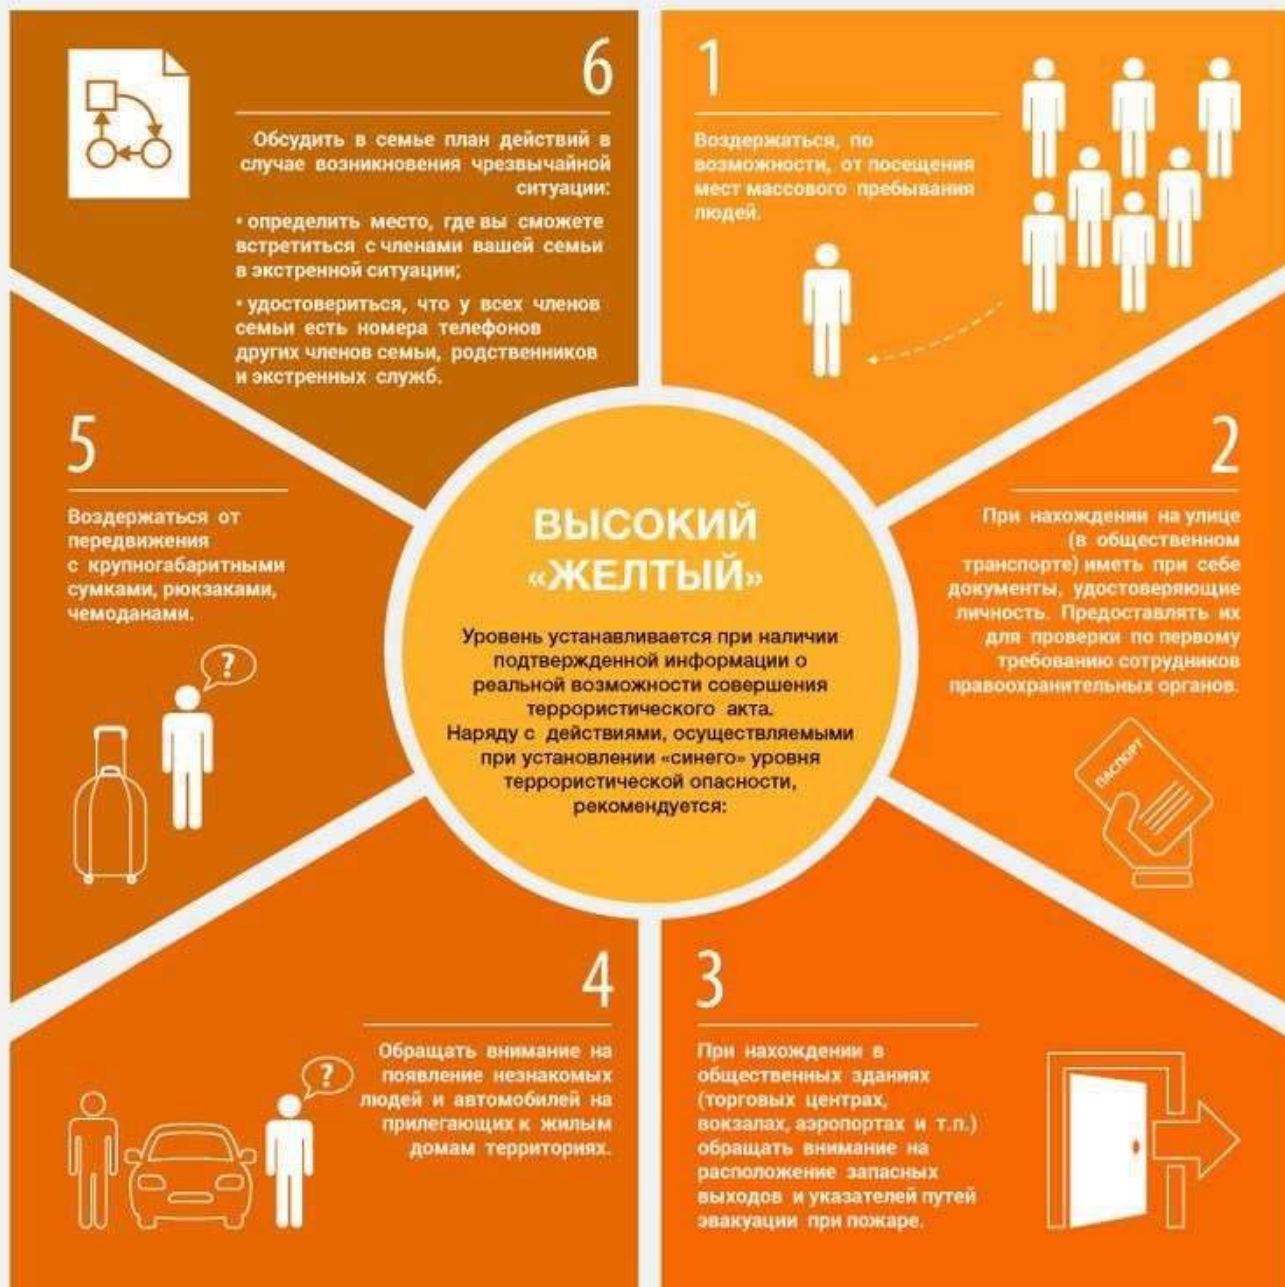 ВЫСОКИЙ
«ЖЕЛТЫЙ»
Уровень устанавливается при наличии
подтвержденной информации о
реальной возможности совершения
террористического акта.
Наряду с действиями, осуществляемыми
при установлении «синего» уровня
террористической опасности,
рекомендуется:
1
Воздержаться, по
возможности, от посещения
мест массового пребывания
людей.
2
При нахождении на улице
(в общественном
транспорте) иметь при себе
документы, удостоверяющие
личность. Предоставлять их
для проверки по первому
требованию сотрудников
правоохранительных органов.
ПАСПОРТ
3
При нахождении в
общественных зданиях
(торговых центрах,
вокзалах, аэропортах и т.п.)
обращать внимание на
расположение запасных
выходов и указателей путей
эвакуации при пожаре.
4
Обращать внимание на
появление незнакомых
людей и автомобилей на
прилегающих к жилым
домам территориях.
?
5
Воздержаться от
передвижения
с крупногабаритными
сумками, рюкзаками,
чемоданами.
?
6
Обсудить в семье план действий в
случае возникновения чрезвычайной
ситуации:
• определить место, где вы сможете
встретиться с членами вашей семьи
в экстренной ситуации;
• удостовериться, что у всех членов
семьи есть номера телефонов
других членов семьи, родственников
и экстренных служб.